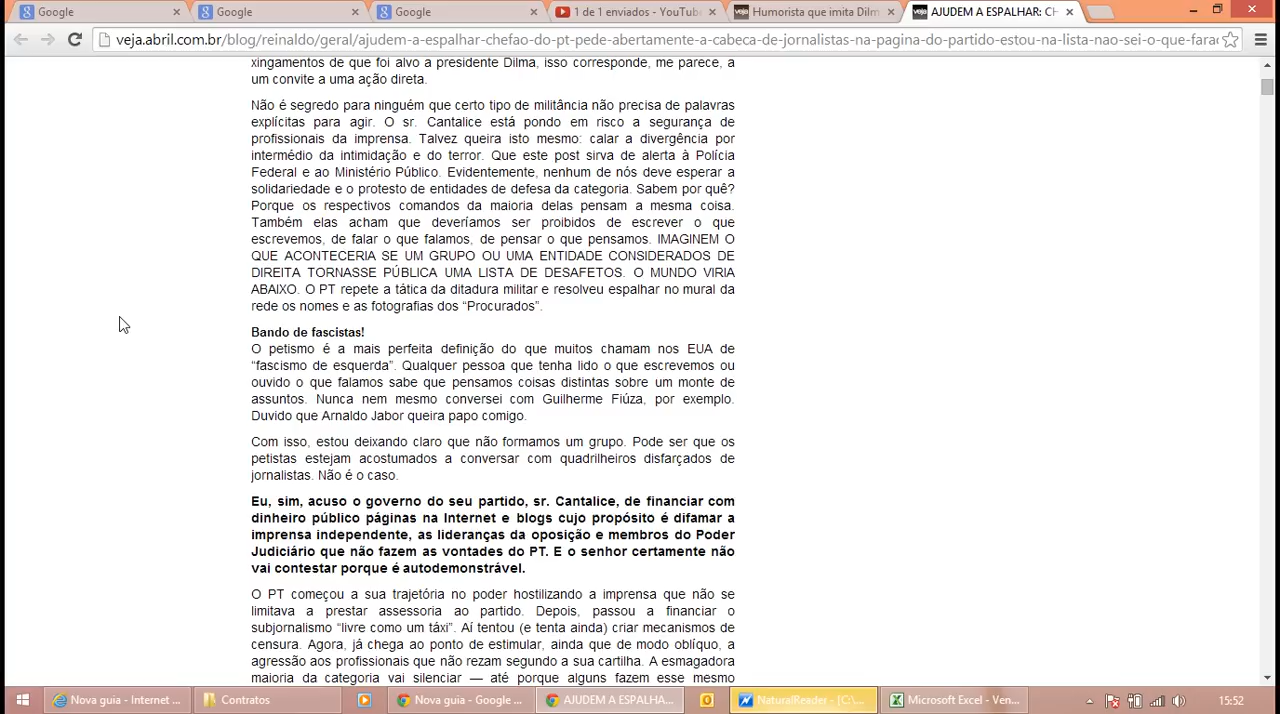 Google
Google
Google
1 de 1 enviados - YouTub
Humorista que imita Dilm
AJUDEM A ESPALHAR: CH
veja.abril.com.br/blog/reinaldo/geral/ajudem-a-espalhar-chefao-do-pt-pede-abertamente-a-cabeca-de-jornalistas-na-pagina-do-partido-estou-na-lista-nao-sei-o-que-farao
xingamentos de que foi alvo a presidente Dilma, isso corresponde, me parece, a
um convite a uma ação direta.
Não é segredo para ninguém que certo tipo de militância não precisa de palavras
explícitas para agir. O sr. Cantalice está pondo em risco a segurança de
profissionais da imprensa. Talvez queira isto mesmo: calar a divergência por
intermédio da intimidação e do terror. Que este post sirva de alerta à Polícia
Federal e ao Ministério Público. Evidentemente, nenhum de nós deve esperar a
solidariedade e o protesto de entidades de defesa da categoria. Sabem por quê?
Porque os respectivos comandos da maioria delas pensam a mesma coisa.
Também elas acham que deveríamos ser proibidos de escrever o que
escrevemos, de falar o que falamos, de pensar o que pensamos. IMAGINEM O
QUE ACONTECERIA SE UM GRUPO OU UMA ENTIDADE CONSIDERADOS DE
DIREITA TORNASSE PÚBLICA UMA LISTA DE DESAFETOS. O MUNDO VIRIA
ABAIXO. O PT repete a tática da ditadura militar e resolveu espalhar no mural da
rede os nomes e as fotografias dos “Procurados”.
Bando de fascistas!
O petismo é a mais perfeita definição do que muitos chamam nos EUA de
“fascismo de esquerda”. Qualquer pessoa que tenha lido o que escrevemos ou
ouvido o que falamos sabe que pensamos coisas distintas sobre um monte de
assuntos. Nunca nem mesmo conversei com Guilherme Fiúza, por exemplo.
Duvido que Arnaldo Jabor queira papo comigo.
Com isso, estou deixando claro que não formamos um grupo. Pode ser que os
petistas estejam acostumados a conversar com quadrilheiros disfarçados de
jornalistas. Não é o caso.
Eu, sim, acuso o governo do seu partido, sr. Cantalice, de financiar com
dinheiro público páginas na Internet e blogs cujo propósito é difamar a
imprensa independente, as lideranças da oposição e membros do Poder
Judiciário que não fazem as vontades do PT. E o senhor certamente não
vai contestar porque é autodemonstrável.
O PT começou a sua trajetória no poder hostilizando a imprensa que não se
limitava a prestar assessoria ao partido. Depois, passou a financiar o
subjornalismo “livre como um táxi”. Aí tentou (e tenta ainda) criar mecanismos de
censura. Agora, já chega ao ponto de estimular, ainda que de modo oblíquo, a
agressão aos profissionais que não rezam segundo a sua cartilha. A esmagadora
maioria da categoria vai silenciar — até porque alguns fazem esse mesmo
Nova guia - Internet ...
Contratos
Nova guia - Google ...
AJUDEM A ESPALHA...
NaturalReader - [C:\...
Microsoft Excel - Ven...
15:52